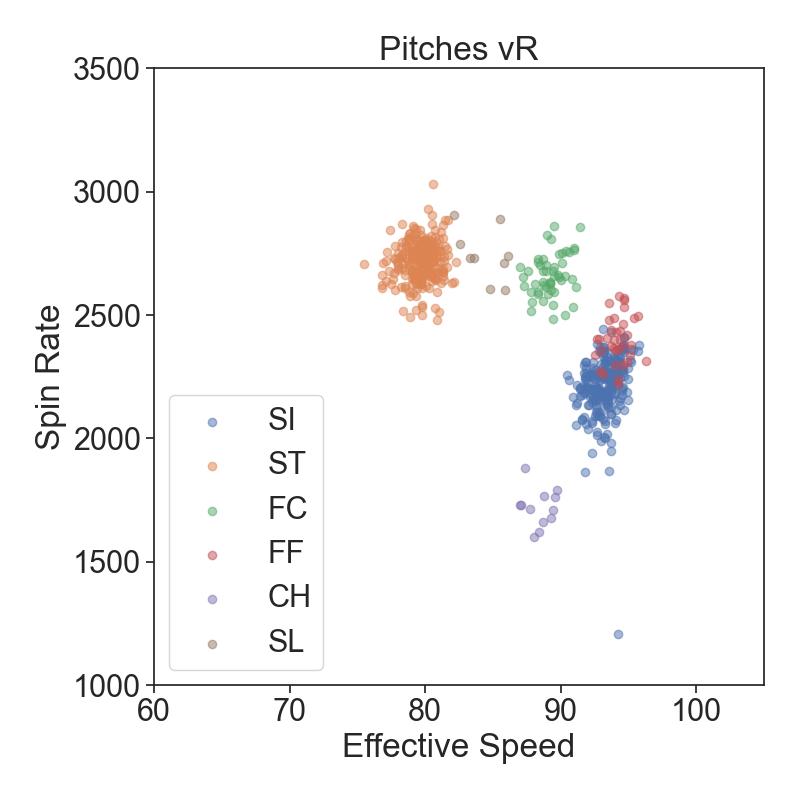 Pitches vR
3500
3000
2500
2000
1500
1000
Spin Rate
SI
ST
FC
FF
CH
SL
60 70 80 90 100
Effective Speed